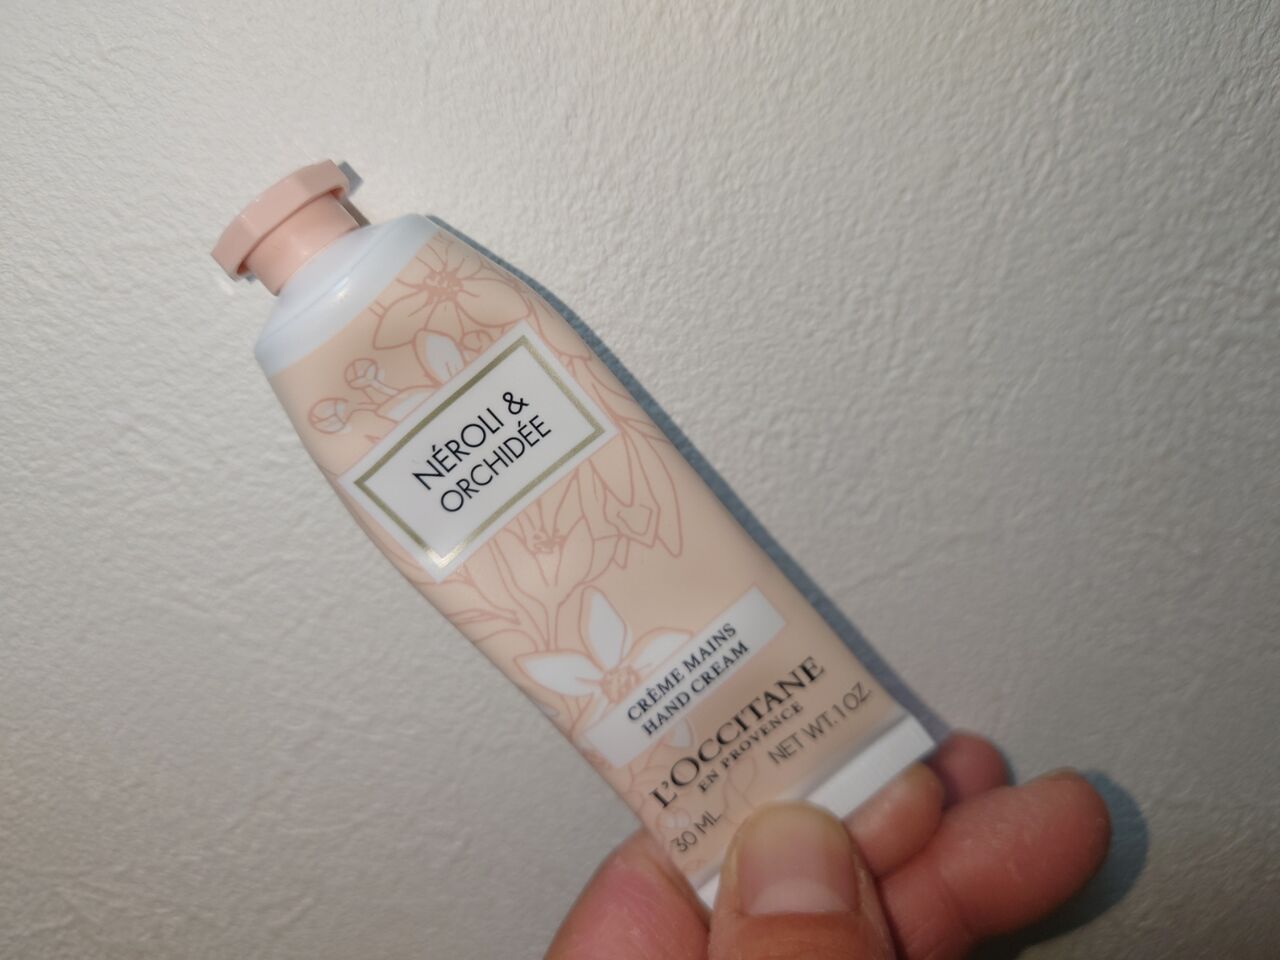 NÉROLI &
ORCHIDÉE
CRÈME MAINS
HAND CREAM
L'OCCITANE
EN PROVENCE
30 ML
NET WT. 1 OZ.